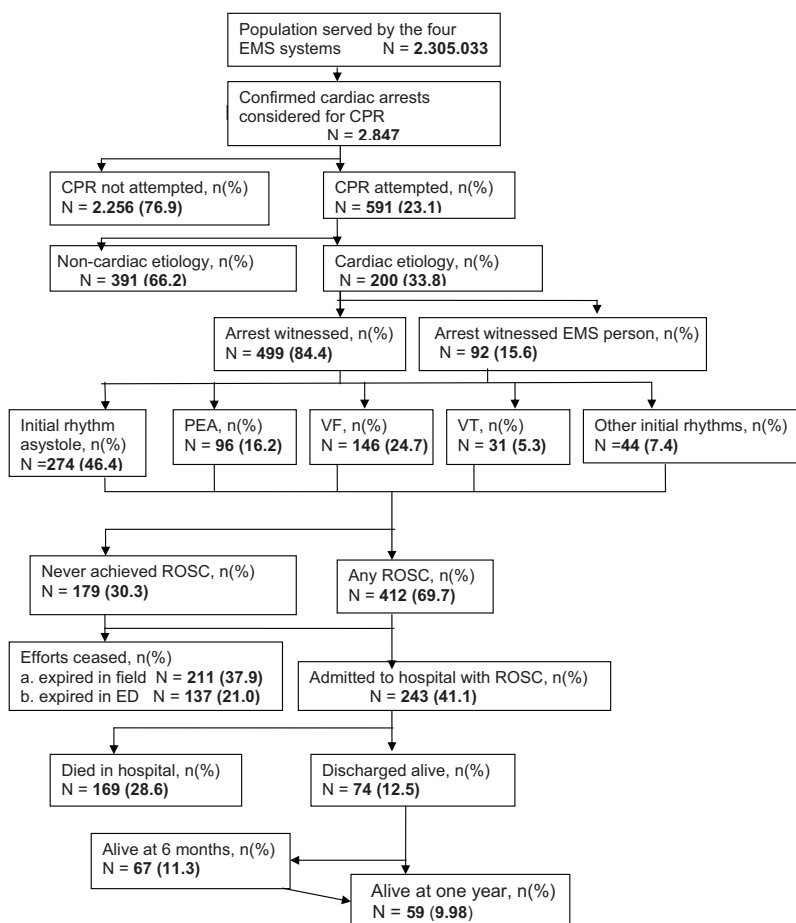 Population served by the four
EMS systems N = 2.305.033
Confirmed cardiac arrests
considered for CPR
N = 2.847
CPR not attempted, n(%)
N = 2.256 (76.9)
CPR attempted, n(%)
N = 591 (23.1)
Non-cardiac etiology, n(%)
N = 391 (66.2)
Cardiac etiology, n(%)
N = 200 (33.8)
Arrest witnessed, n(%)
N = 499 (84.4)
Arrest witnessed EMS person, n(%)
N = 92 (15.6)
Initial rhythm
asystole, n(%)
N =274 (46.4)
PEA, n(%)
N = 96 (16.2)
VF, n(%)
N = 146 (24.7)
VT, n(%)
N = 31 (5.3)
Other initial rhythms, n(%)
N =44 (7.4)
Never achieved ROSC, n(%)
N = 179 (30.3)
Any ROSC, n(%)
N = 412 (69.7)
Efforts ceased, n(%)
a. expired in field N = 211 (37.9)
b. expired in ED N = 137 (21.0)
Admitted to hospital with ROSC, n(%)
N = 243 (41.1)
Died in hospital, n(%)
N = 169 (28.6)
Discharged alive, n(%)
N = 74 (12.5)
Alive at 6 months, n(%)
N = 67 (11.3)
Alive at one year, n(%)
N = 59 (9.98)